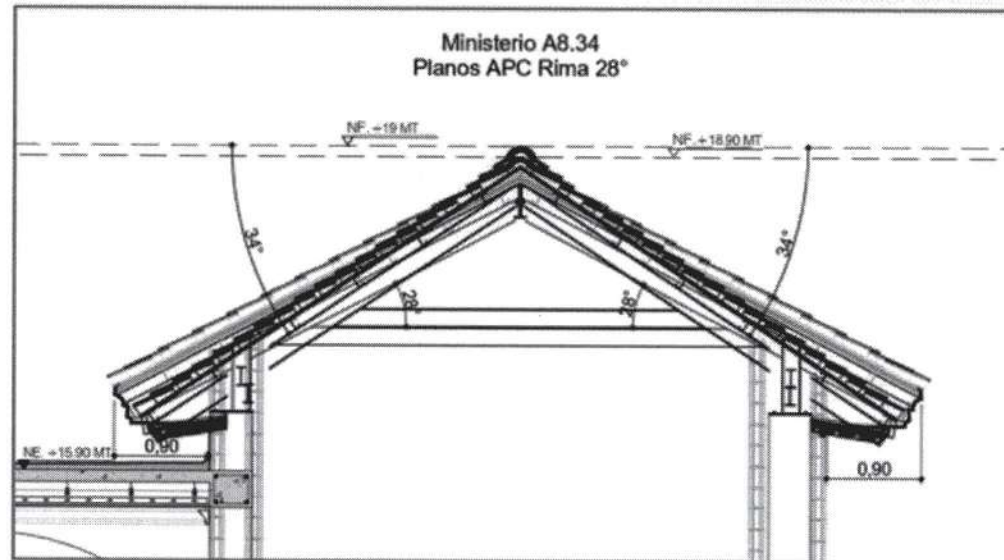 Ministerio A8.34
Planos APC Rima 28°
NF. +19 MT
NF. +18.90 MT
34°
34°
28°
28°
NE. +15.90 MT
0,90
0,90